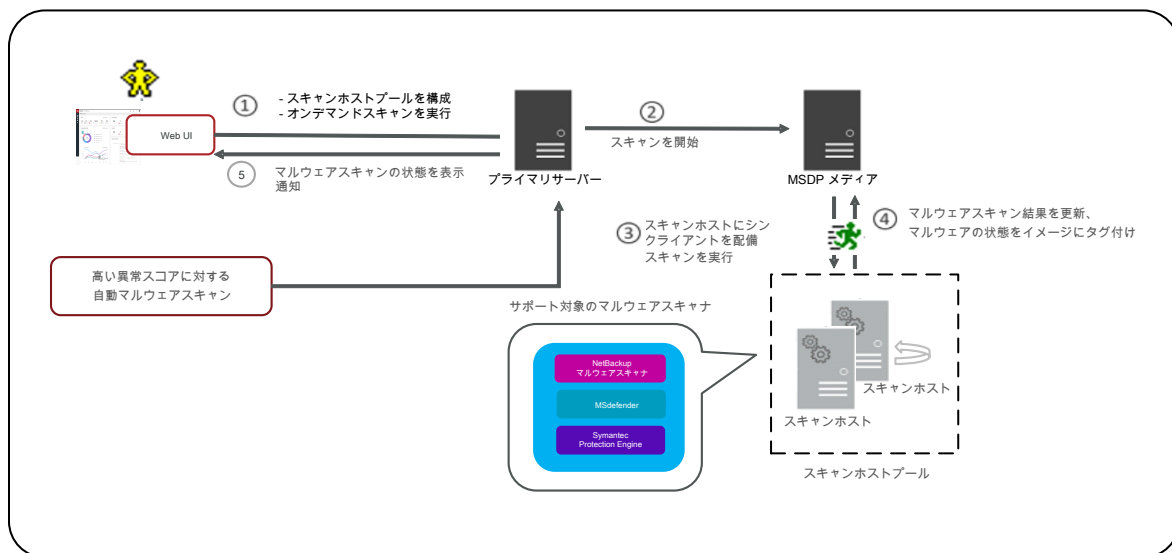 ①
- スキャンホストプールを構成
- オンデマンドスキャンを実行
Web UI
②
スキャンを開始
5
マルウェアスキャンの状態を表示
通知
プライマリサーバー
MSDP メディア
③
スキャンホストにシン
クライアントを配備
スキャンを実行
④
マルウェアスキャン結果を更新、
マルウェアの状態をイメージにタグ付け
高い異常スコアに対する
自動マルウェアスキャン
サポート対象のマルウェアスキャナ
NetBackup
マルウェアスキャナ
MSdefender
Symantec
Protection Engine
スキャンホスト
スキャンホスト
スキャンホストプール